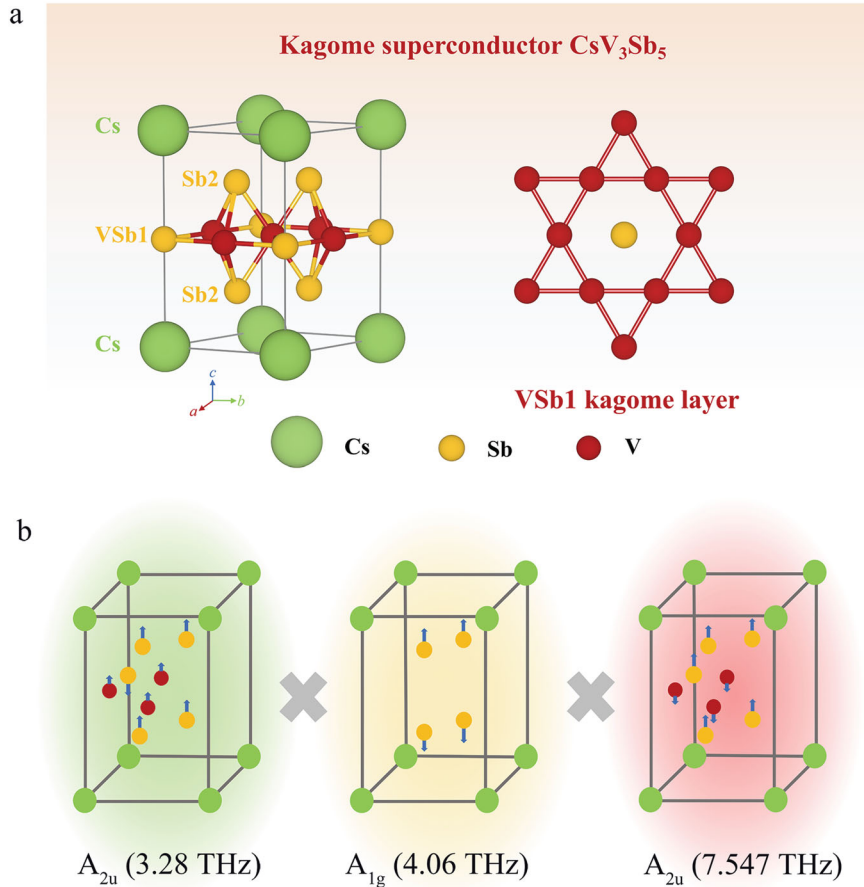 a
Kagome superconductor CsV₃Sb₅
Cs
Sb2
VSb1
Sb2
Cs
c
a
b
VSb1 kagome layer
Cs
Sb
V
b
A₂ᵤ (3.28 THz)
A₁g (4.06 THz)
A₂ᵤ (7.547 THz)